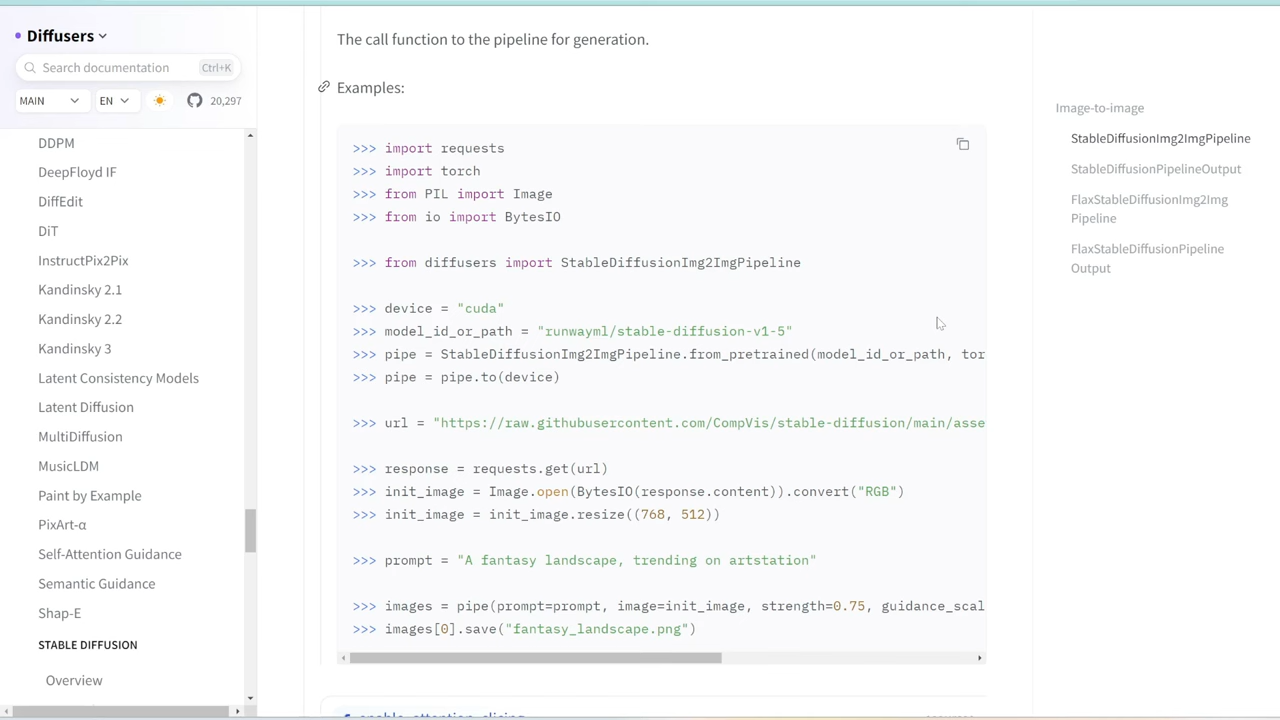 Diffusers
Search documentation Ctrl+K
MAIN EN 20,297
DDPM
DeepFloyd IF
DiffEdit
DiT
InstructPix2Pix
Kandinsky 2.1
Kandinsky 2.2
Kandinsky 3
Latent Consistency Models
Latent Diffusion
MultiDiffusion
MusicLDM
Paint by Example
PixArt-α
Self-Attention Guidance
Semantic Guidance
Shap-E
STABLE DIFFUSION
Overview
The call function to the pipeline for generation.
Examples:
>>> import requests
>>> import torch
>>> from PIL import Image
>>> from io import BytesIO
>>> from diffusers import StableDiffusionImg2ImgPipeline
>>> device = "cuda"
>>> model_id_or_path = "runwayml/stable-diffusion-v1-5"
>>> pipe = StableDiffusionImg2ImgPipeline.from_pretrained(model_id_or_path, tor
>>> pipe = pipe.to(device)
>>> url = "https://raw.githubusercontent.com/CompVis/stable-diffusion/main/asse
>>> response = requests.get(url)
>>> init_image = Image.open(BytesIO(response.content)).convert("RGB")
>>> init_image = init_image.resize((768, 512))
>>> prompt = "A fantasy landscape, trending on artstation"
>>> images = pipe(prompt=prompt, image=init_image, strength=0.75, guidance_scal
>>> images[0].save("fantasy_landscape.png")
enable_attention_slicing
Image-to-image
StableDiffusionImg2ImgPipeline
StableDiffusionPipelineOutput
FlaxStableDiffusionImg2Img
Pipeline
FlaxStableDiffusionPipeline
Output